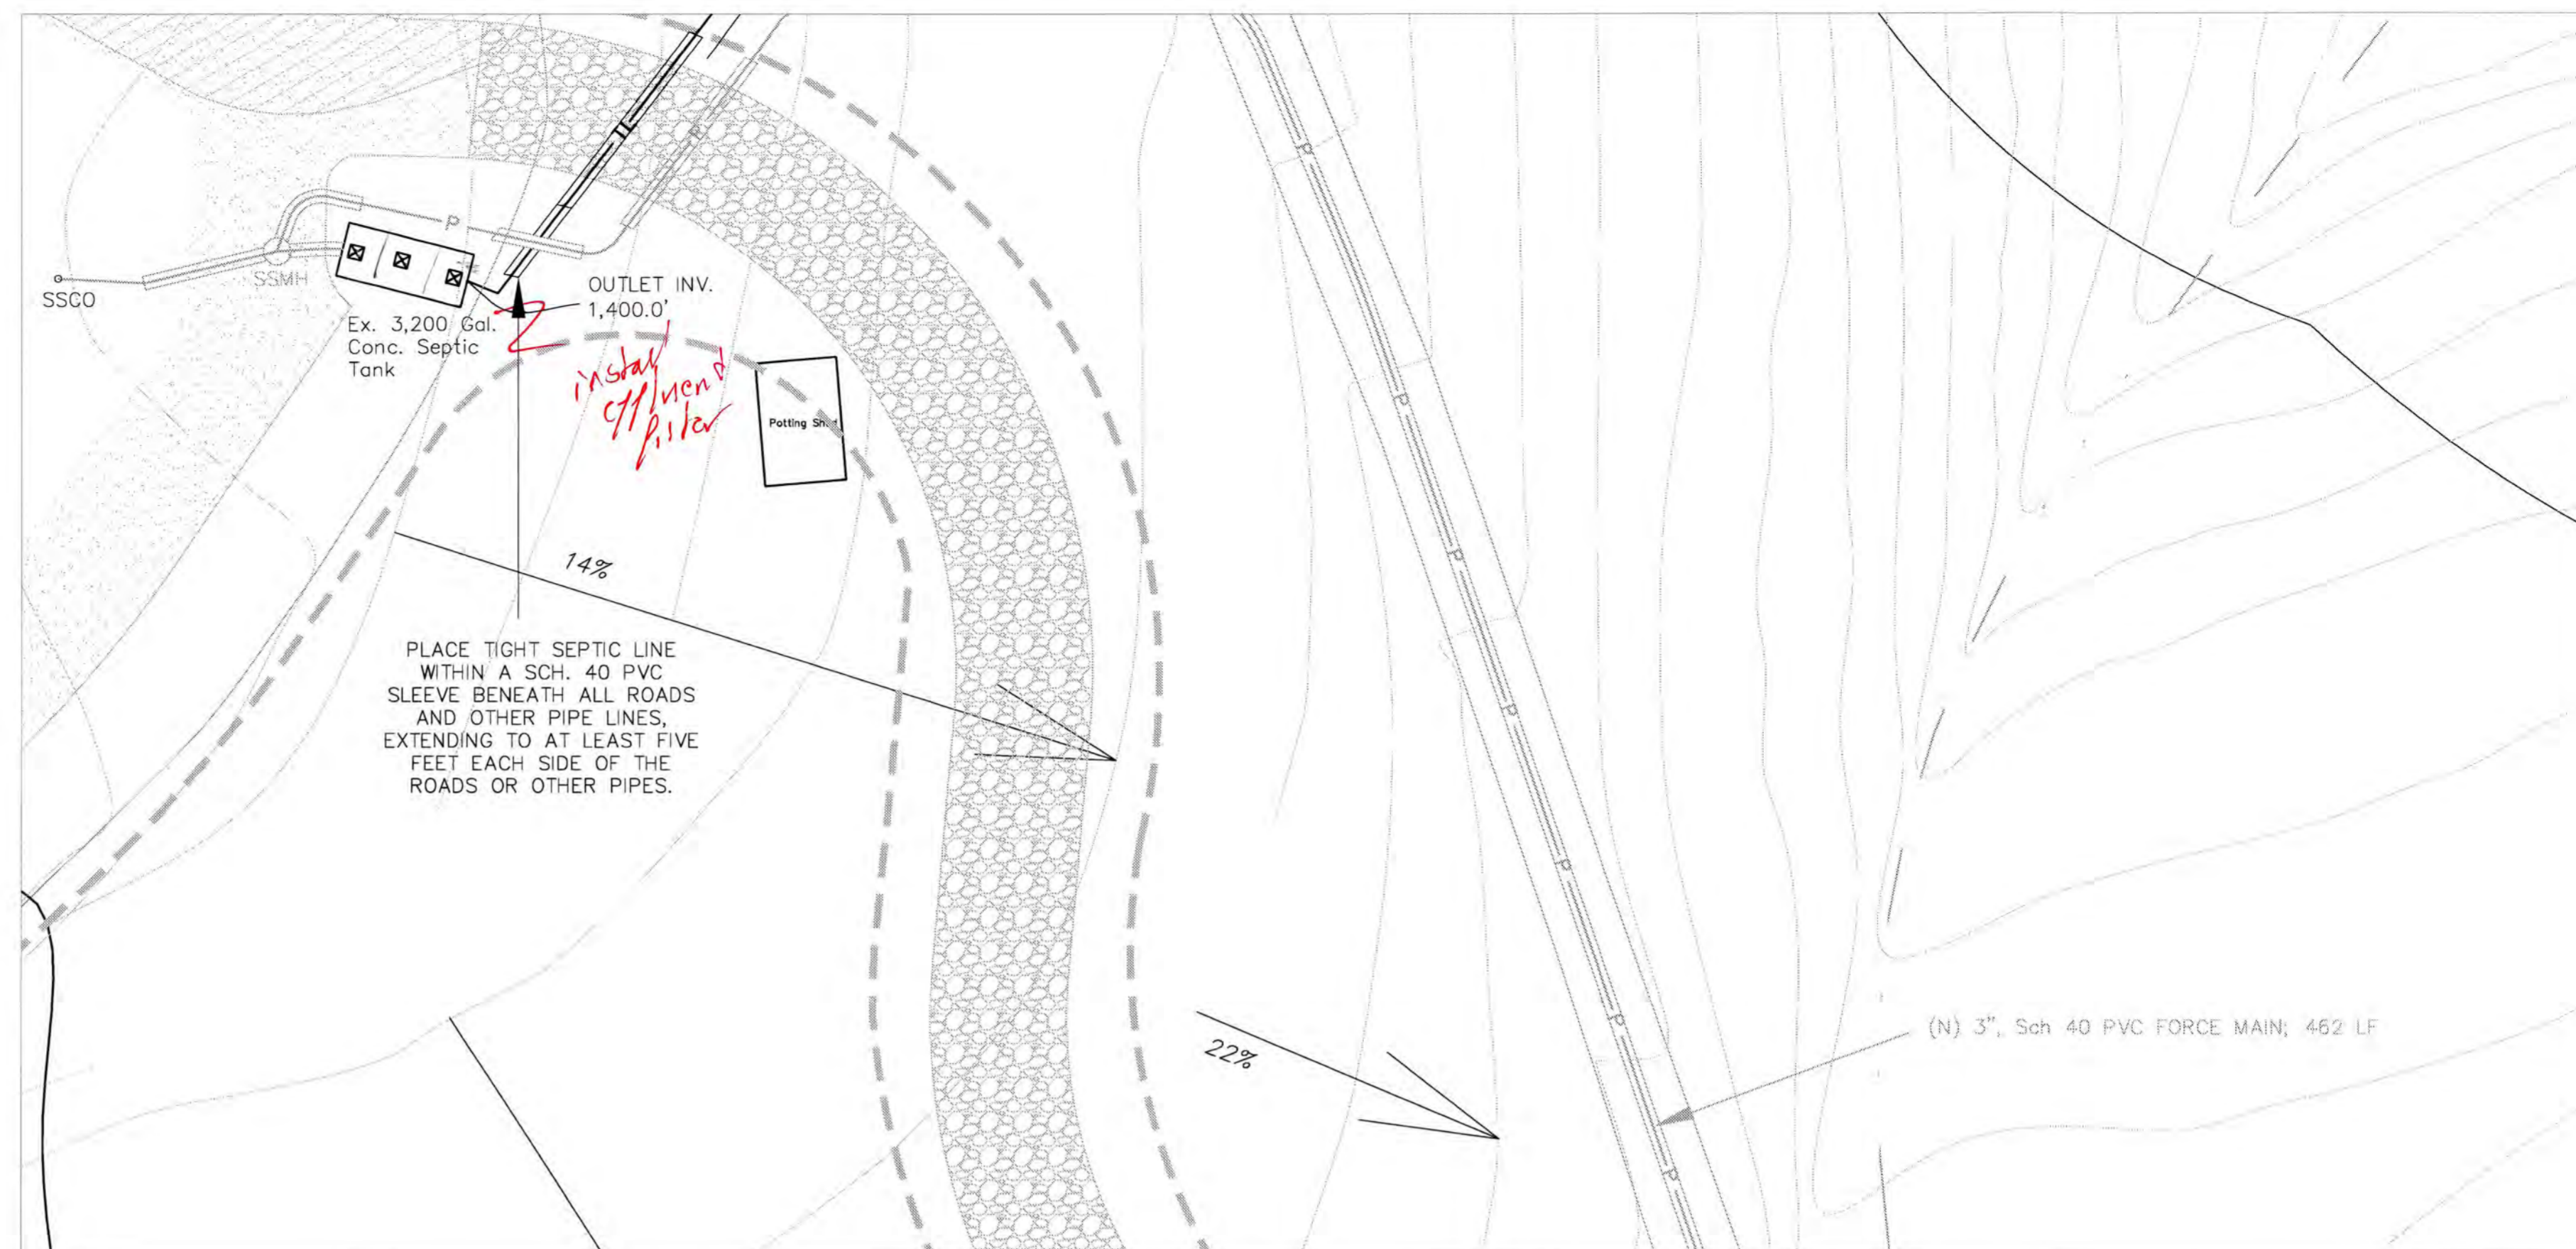 TL
P
P
P
SSCO
SSMH
OUTLET INV.
1,400.0'
Ex. 3,200 Gal.
Conc. Septic
Tank
install
effluent
filter
Potting Shed
P
14%
P
PLACE TIGHT SEPTIC LINE
WITHIN A SCH. 40 PVC
SLEEVE BENEATH ALL ROADS
AND OTHER PIPE LINES,
EXTENDING TO AT LEAST FIVE
FEET EACH SIDE OF THE
ROADS OR OTHER PIPES.
P
P
P
22%
(N) 3", Sch 40 PVC FORCE MAIN; 462 LF
P